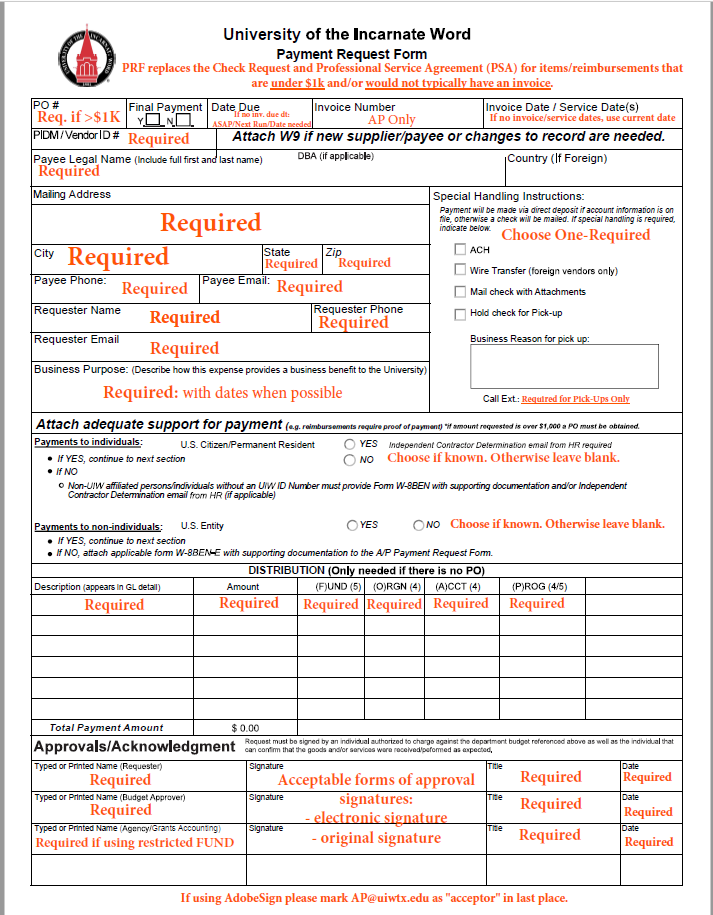 University of the Incarnate Word
Payment Request Form
PRF replaces the Check Request and Professional Service Agreement (PSA) for items/reimbursements that
are under $1k and/or would not typically have an invoice.
PO # Final Payment Date Due Invoice Number Invoice Date / Service Date(s)
Req. if >$1K Y N If no inv. due dt: ASAP/Next Run/Date needed AP Only If no invoice/service dates, use current date
PIDM / Vendor ID # Required Attach W9 if new supplier/payee or changes to record are needed.
Payee Legal Name (Include full first and last name) DBA (if applicable) Country (If Foreign)
Required
Mailing Address
Required
City Required State Required Zip Required
Payee Phone: Required Payee Email: Required
Requester Name Required Requester Phone Required
Requester Email Required
Business Purpose: (Describe how this expense provides a business benefit to the University)
Required: with dates when possible
Special Handling Instructions:
Payment will be made via direct deposit if account information is on
file, otherwise a check will be mailed. If special handling is required,
indicate below. Choose One-Required
ACH
Wire Transfer (foreign vendors only)
Mail check with Attachments
Hold check for Pick-up
Business Reason for pick up:
Call Ext.: Required for Pick-Ups Only
Attach adequate support for payment (e.g. reimbursements require proof of payment) *if amount requested is over $1,000 a PO must be obtained.
Payments to individuals: U.S. Citizen/Permanent Resident YES Independent Contractor Determination email from HR required
• If YES, continue to next section NO Choose if known. Otherwise leave blank.
• If NO
Non-UIW affiliated persons/individuals without an UIW ID Number must provide Form W-8BEN with supporting documentation and/or Independent
Contractor Determination email from HR (if applicable)
Payments to non-individuals: U.S. Entity YES NO Choose if known. Otherwise leave blank.
• If YES, continue to next section
• If NO, attach applicable form W-8BEN-E with supporting documentation to the A/P Payment Request Form.
DISTRIBUTION (Only needed if there is no PO)
Description (appears in GL detail) Amount (F)UND (5) (O)RGN (4) (A)CCT (4) (P)ROG (4/5)
Required Required Required Required Required Required
Total Payment Amount $ 0.00
Approvals/Acknowledgment Request must be signed by an individual authorized to charge against the department budget referenced above as well as the individual that
can confirm that the goods and/or services were received/peformed as expected,
Typed or Printed Name (Requester) Signature Title Date
Required Acceptable forms of approval Required Required
Typed or Printed Name (Budget Approver) Signature signatures: Title Date
Required - electronic signature Required Required
Typed or Printed Name (Agency/Grants Accounting) Signature Title Date
Required if using restricted FUND - original signature Required Required
If using AdobeSign please mark AP@uiwtx.edu as "acceptor" in last place.